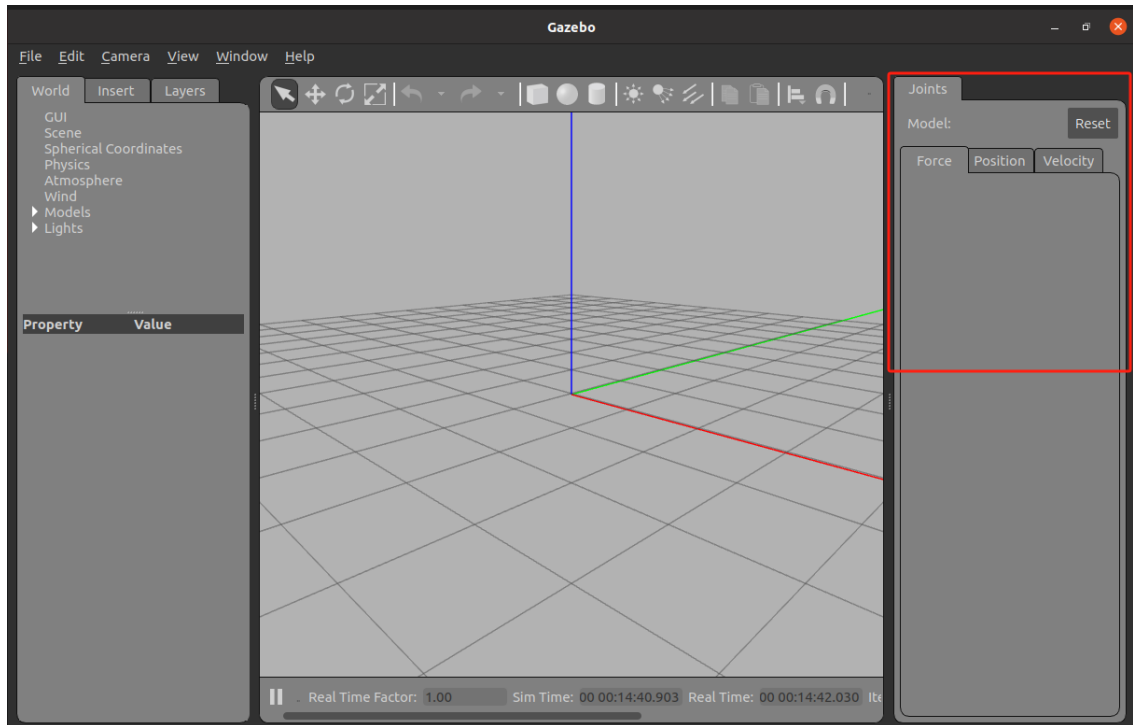 Gazebo
File Edit Camera View Window Help
World Insert Layers
GUI
Scene
Spherical Coordinates
Physics
Atmosphere
Wind
Models
Lights
Property Value
Real Time Factor: 1.00 Sim Time: 00 00:14:40.903 Real Time: 00 00:14:42.030 Ite
Joints
Model: Reset
Force Position Velocity